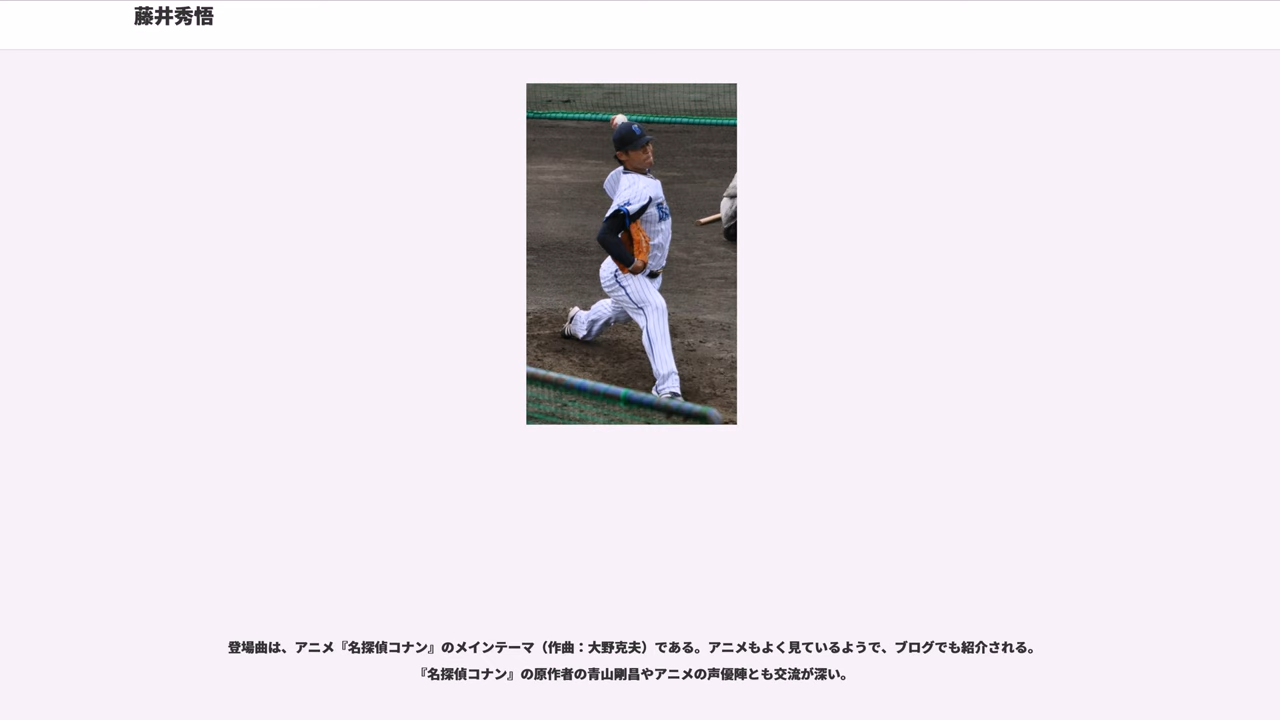 藤井秀悟
登場曲は、アニメ『名探偵コナン』のメインテーマ（作曲：大野克夫）である。アニメもよく見ているようで、ブログでも紹介される。
『名探偵コナン』の原作者の青山剛昌やアニメの声優陣とも交流が深い。